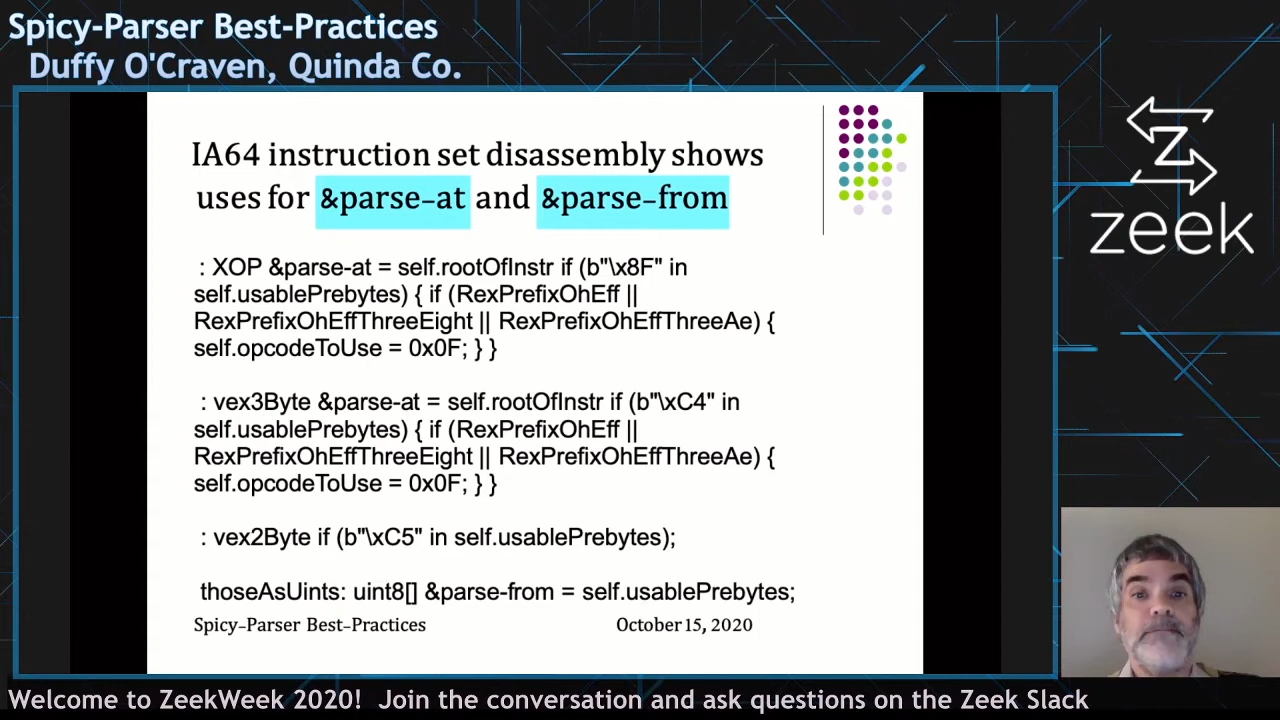 Spicy-Parser Best-Practices
Duffy O'Craven, Quinda Co.
IA64 instruction set disassembly shows
uses for &parse-at and &parse-from
: XOP &parse-at = self.rootOfInstr if (b"\x8F" in
self.usablePrebytes) { if (RexPrefixOhEff ||
RexPrefixOhEffThreeEight || RexPrefixOhEffThreeAe) {
self.opcodeToUse = 0x0F; } }
: vex3Byte &parse-at = self.rootOfInstr if (b"\xC4" in
self.usablePrebytes) { if (RexPrefixOhEff ||
RexPrefixOhEffThreeEight || RexPrefixOhEffThreeAe) {
self.opcodeToUse = 0x0F; } }
: vex2Byte if (b"\xC5" in self.usablePrebytes);
thoseAsUints: uint8[] &parse-from = self.usablePrebytes;
Spicy-Parser Best-Practices
October 15, 2020
Z
zeek
Welcome to ZeekWeek 2020! Join the conversation and ask questions on the Zeek Slack